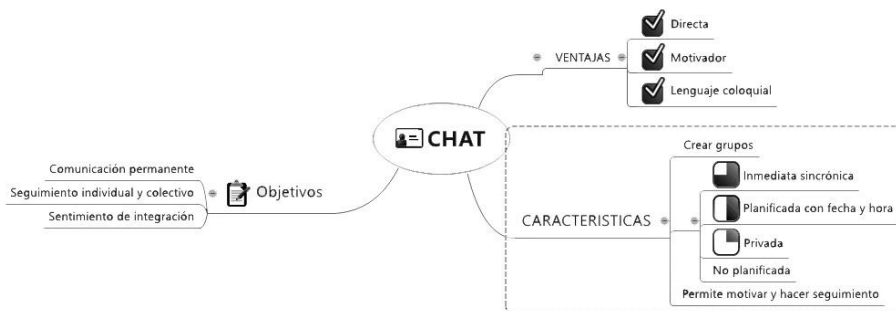 Directa
VENTAJAS
Motivador
Lenguaje coloquial
CHAT
Crear grupos
Comunicación permanente
Inmediata sincrónica
Seguimiento individual y colectivo
Objetivos
Sentimiento de integración
CARACTERISTICAS
Planificada con fecha y hora
Privada
No planificada
Permite motivar y hacer seguimiento